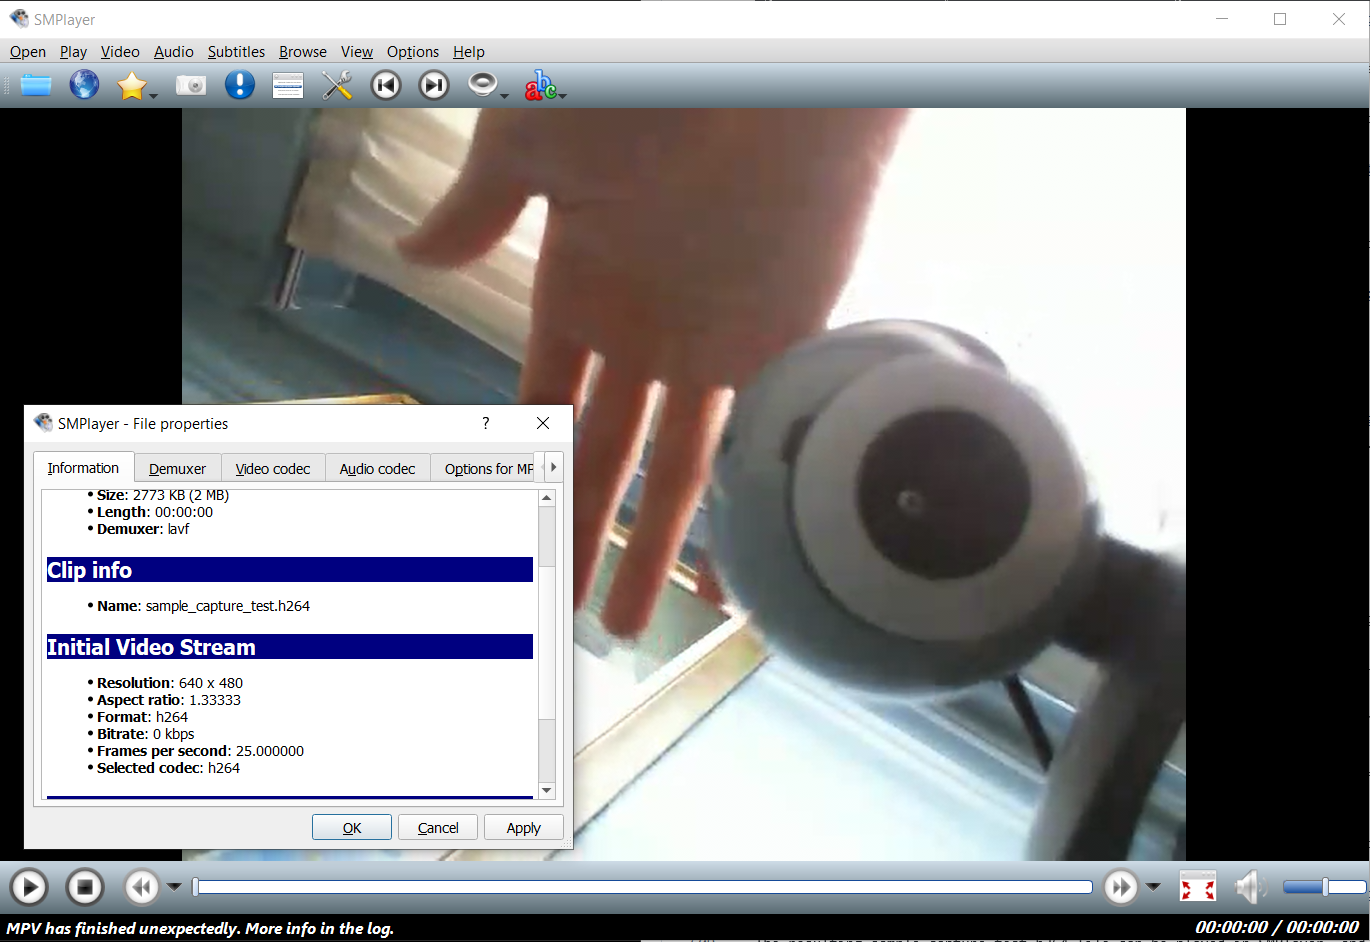 SMPlayer
Open Play Video Audio Subtitles Browse View Options Help
abc
SMPlayer - File properties
?
Information Demuxer Video codec Audio codec Options for MP
Size: 2773 KB (2 MB)
Length: 00:00:00
Demuxer: lavf
Clip info
Name: sample_capture_test.h264
Initial Video Stream
Resolution: 640 x 480
Aspect ratio: 1.33333
Format: h264
Bitrate: 0 kbps
Frames per second: 25.000000
Selected codec: h264
OK Cancel Apply
MPV has finished unexpectedly. More info in the log.
00:00:00 / 00:00:00